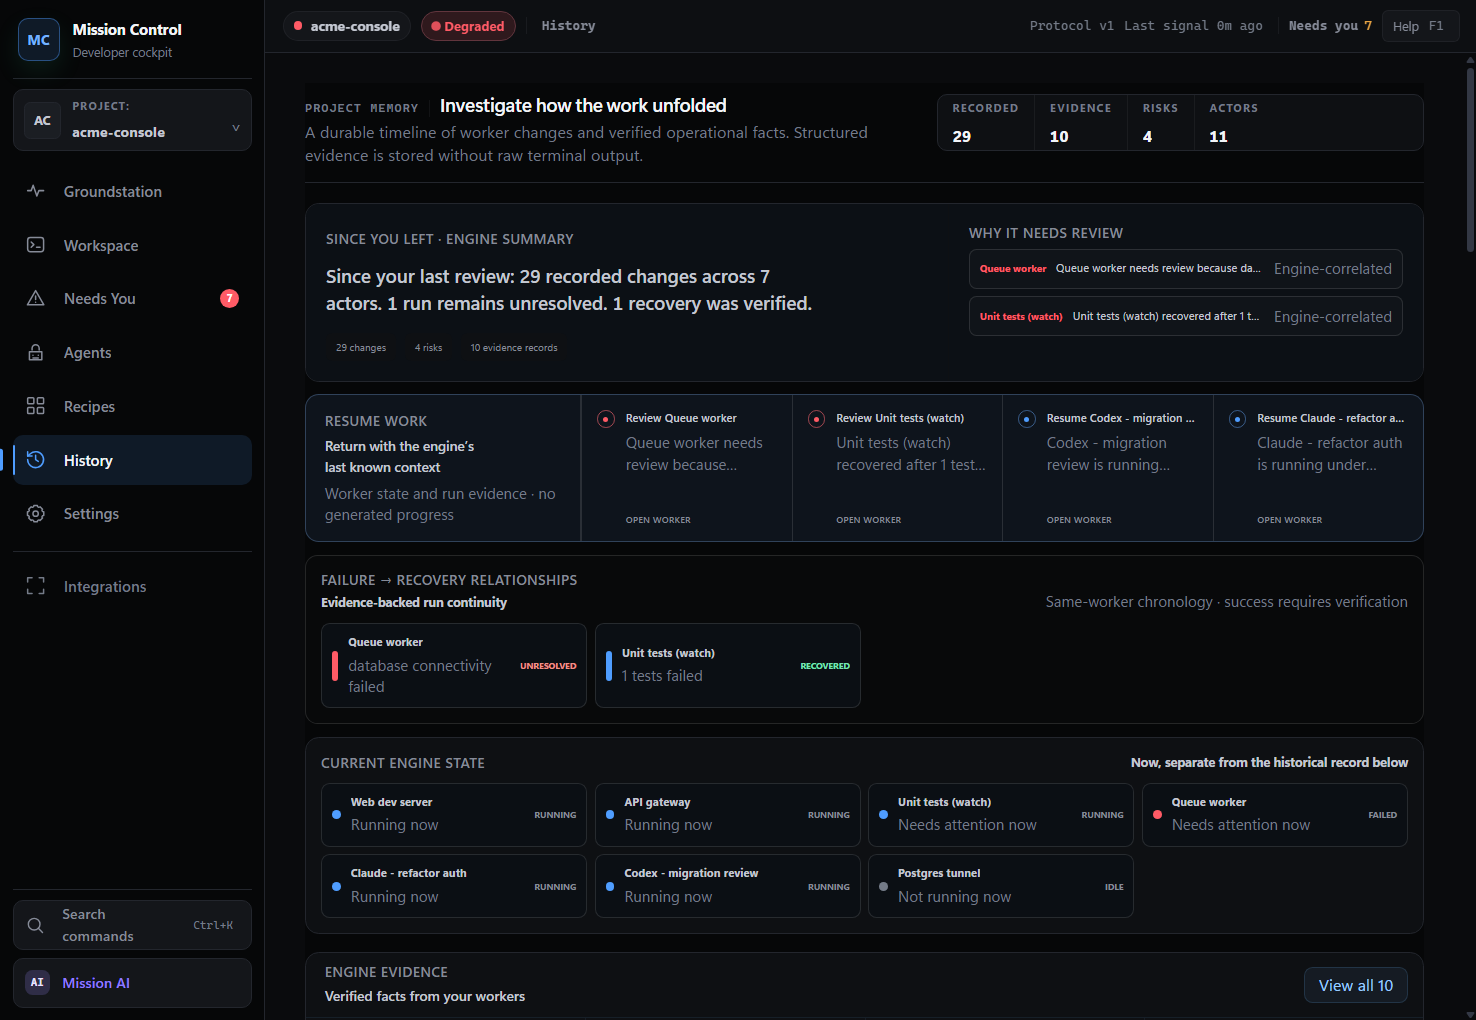 MC
Mission Control
Developer cockpit
AC
PROJECT:
acme-console
v
Groundstation
Workspace
Needs You
7
Agents
Recipes
History
Settings
Integrations
Search commands
Ctrl+K
AI
Mission AI
acme-console
Degraded
History
Protocol v1
Last signal 0m ago
Needs you 7
Help F1
PROJECT MEMORY
Investigate how the work unfolded
A durable timeline of worker changes and verified operational facts. Structured
evidence is stored without raw terminal output.
RECORDED
29
EVIDENCE
10
RISKS
4
ACTORS
11
SINCE YOU LEFT · ENGINE SUMMARY
Since your last review: 29 recorded changes across 7
actors. 1 run remains unresolved. 1 recovery was verified.
29 changes
4 risks
10 evidence records
WHY IT NEEDS REVIEW
Queue worker
Queue worker needs review because da...
Engine-correlated
Unit tests (watch)
Unit tests (watch) recovered after 1 t...
Engine-correlated
RESUME WORK
Return with the engine's
last known context
Worker state and run evidence · no
generated progress
Review Queue worker
Queue worker needs
review because...
OPEN WORKER
Review Unit tests (watch)
Unit tests (watch)
recovered after 1 test...
OPEN WORKER
Resume Codex - migration ...
Codex - migration
review is running...
OPEN WORKER
Resume Claude - refactor a...
Claude - refactor auth
is running under...
OPEN WORKER
FAILURE → RECOVERY RELATIONSHIPS
Evidence-backed run continuity
Same-worker chronology · success requires verification
Queue worker
database connectivity
failed
UNRESOLVED
Unit tests (watch)
1 tests failed
RECOVERED
CURRENT ENGINE STATE
Now, separate from the historical record below
Web dev server
Running now
RUNNING
API gateway
Running now
RUNNING
Unit tests (watch)
Needs attention now
RUNNING
Queue worker
Needs attention now
FAILED
Claude - refactor auth
Running now
RUNNING
Codex - migration review
Running now
RUNNING
Postgres tunnel
Not running now
IDLE
ENGINE EVIDENCE
Verified facts from your workers
View all 10